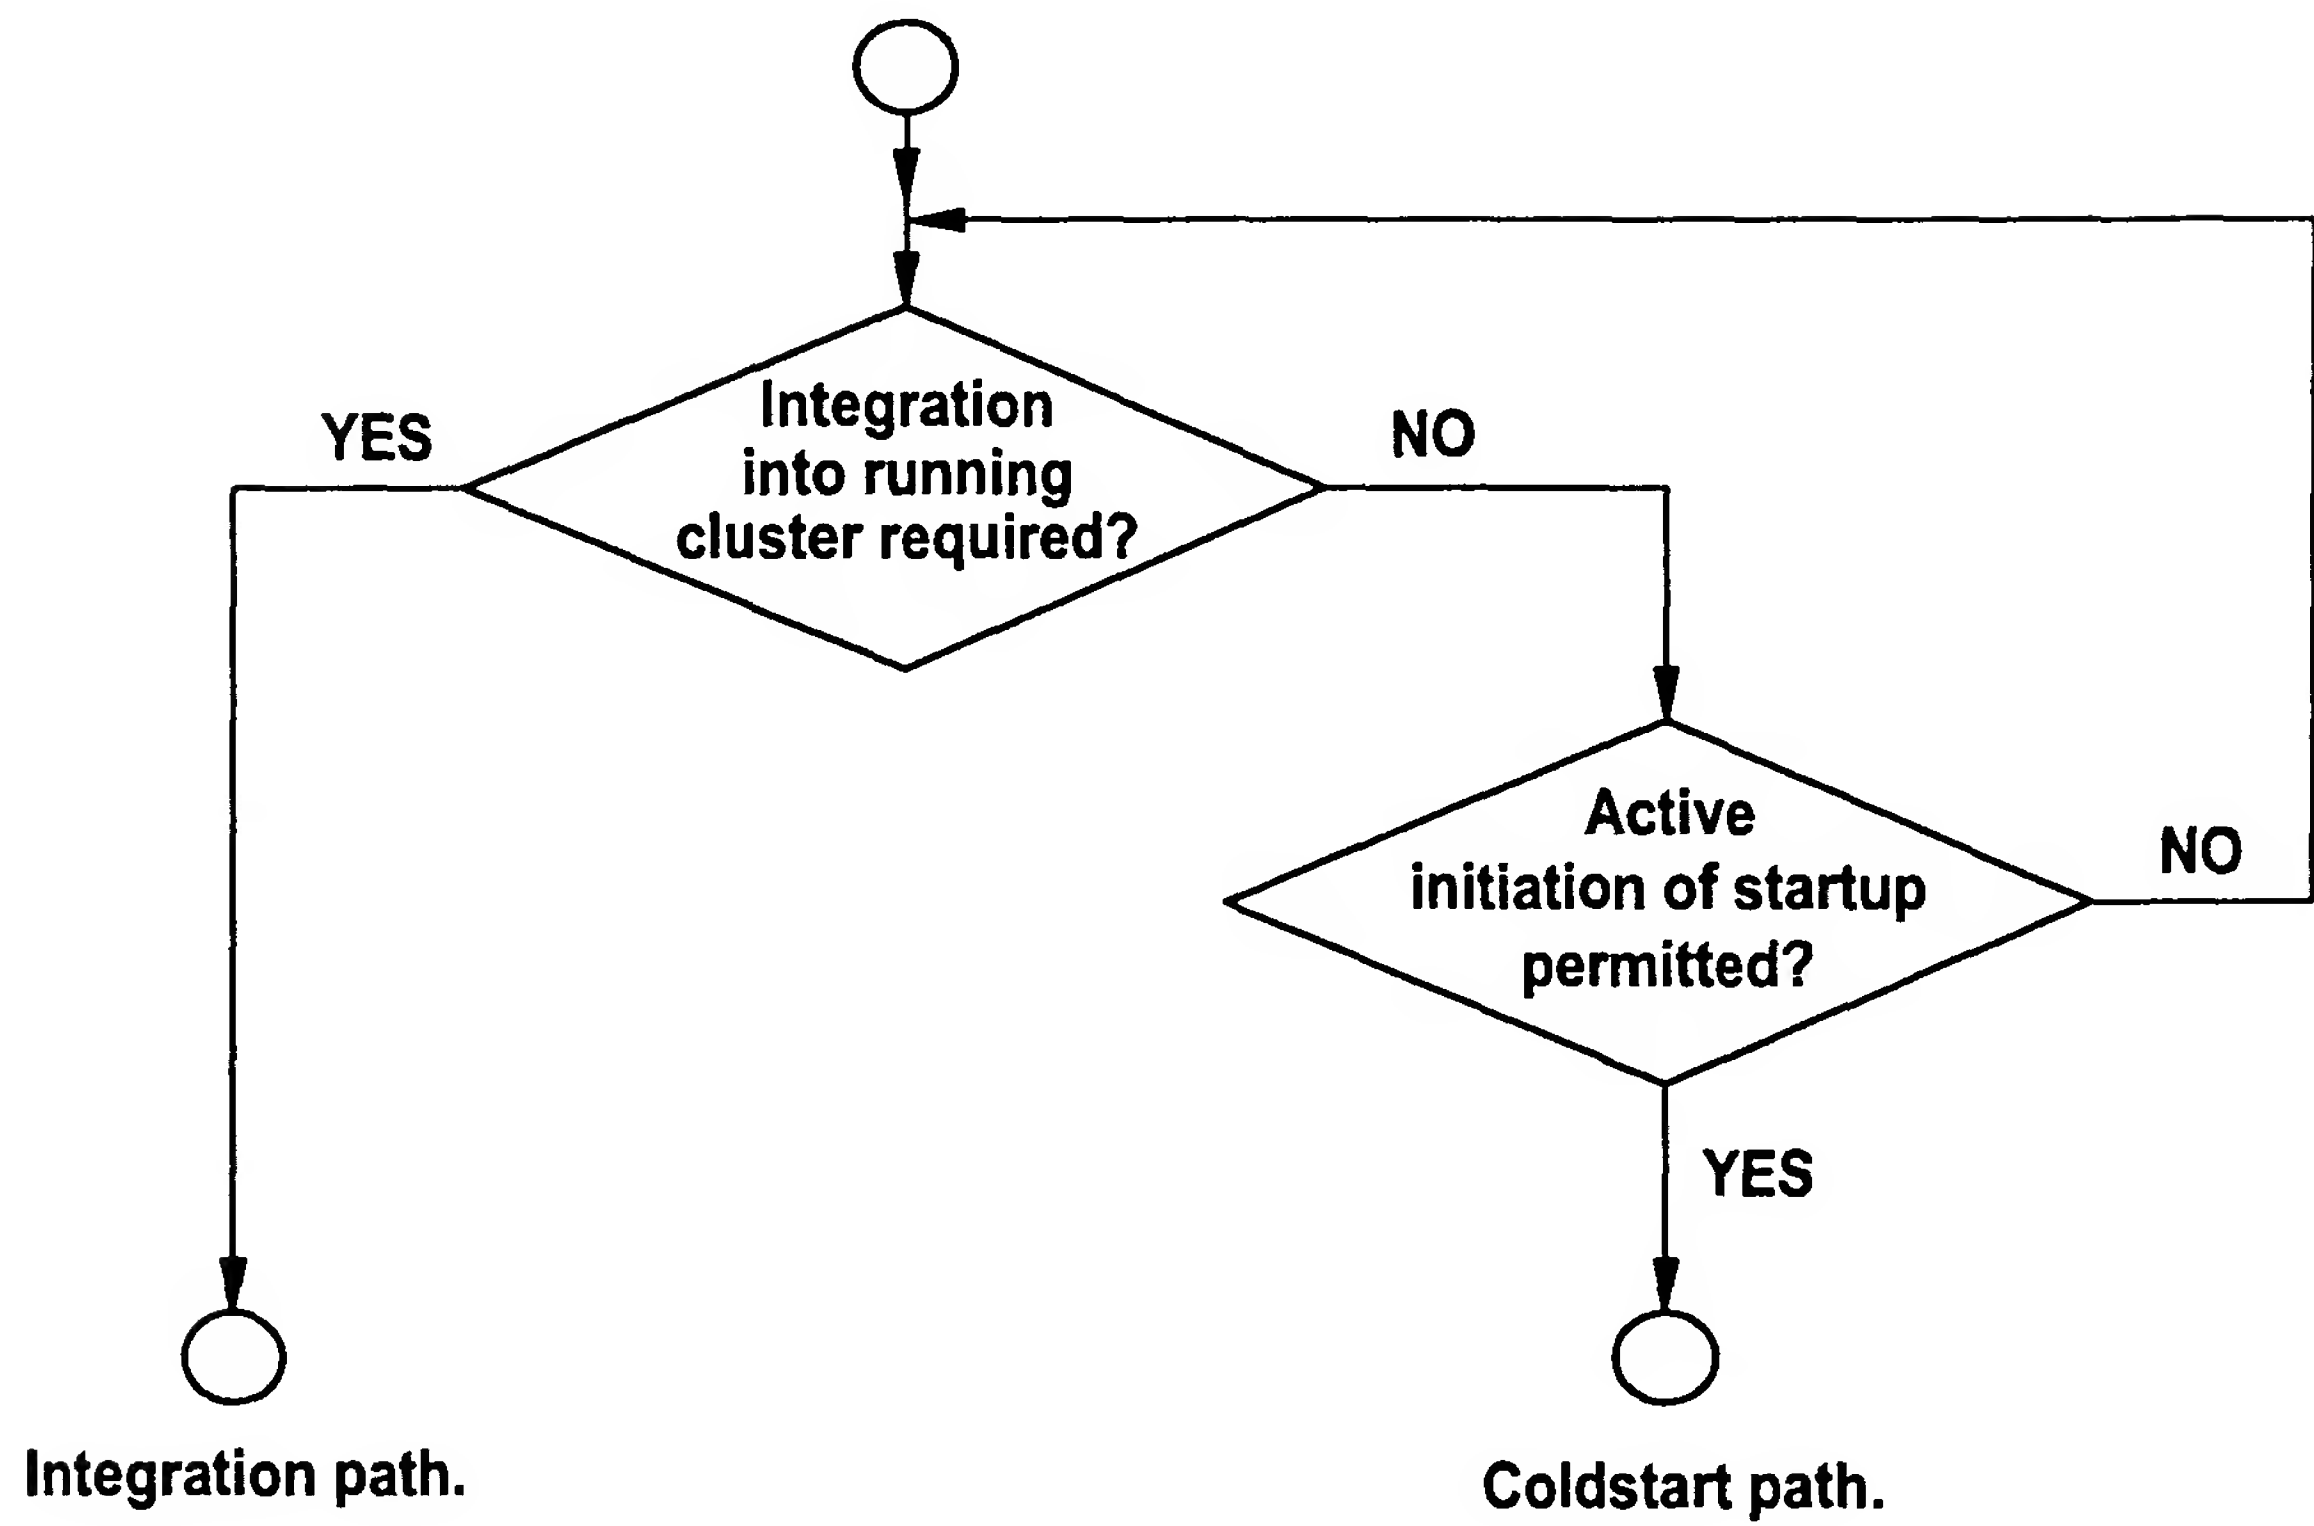 YES
Integration
into running
cluster required?
NO
Active
initiation of startup
permitted?
NO
YES
Integration path.
Coldstart path.